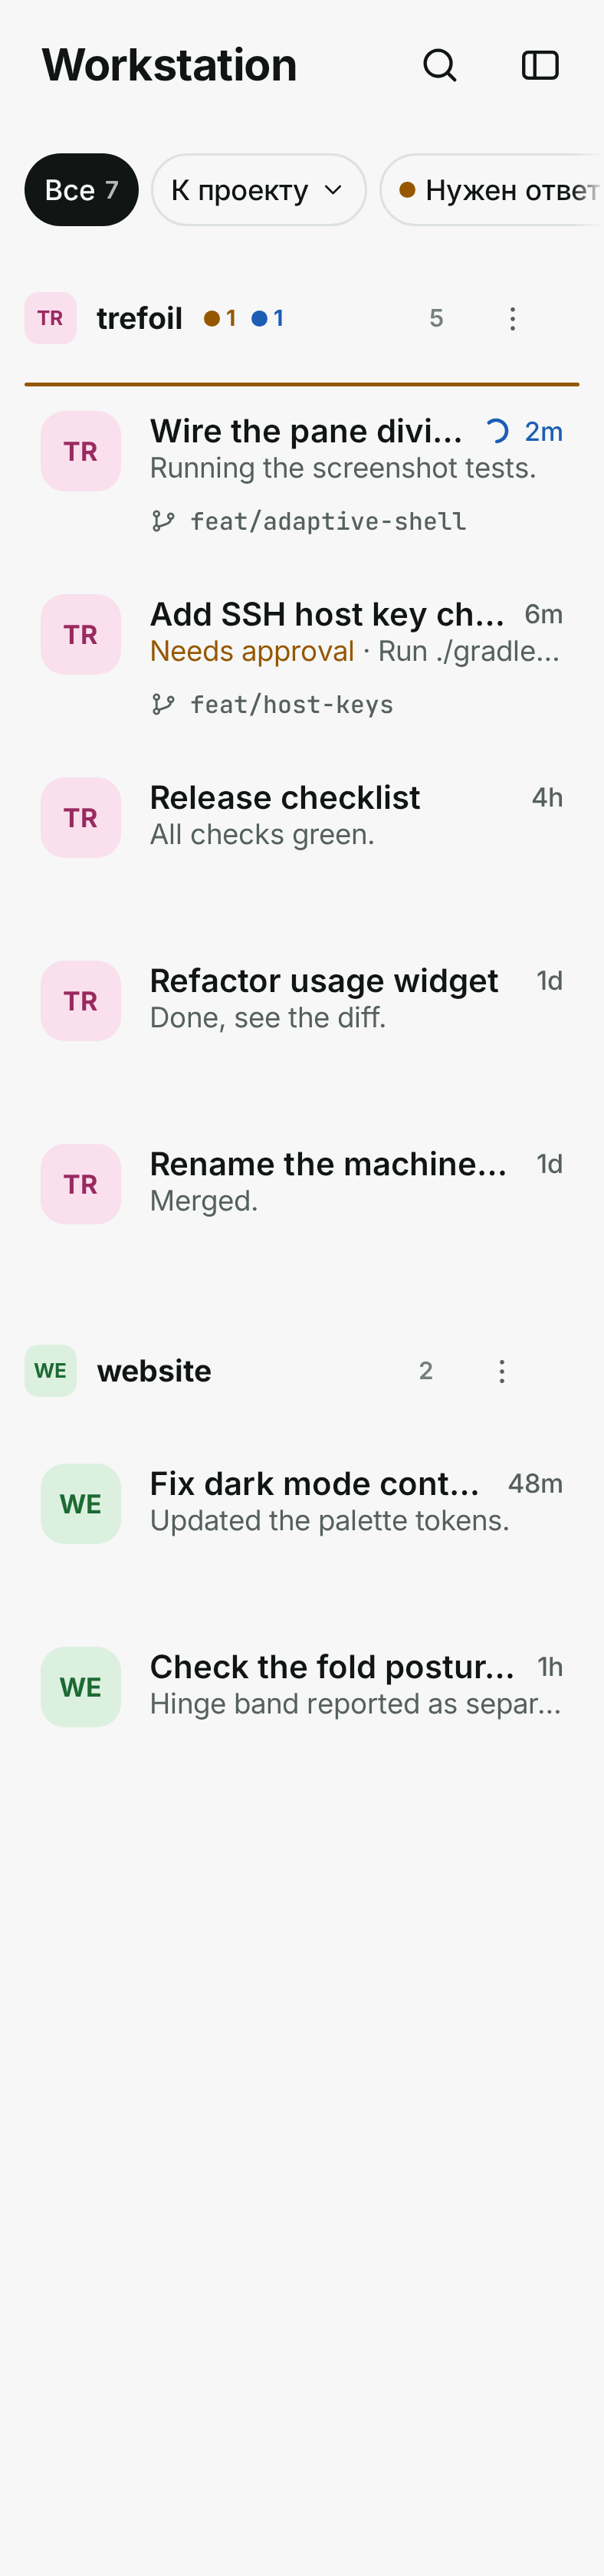 Workstation
Все 7 К проекту Нужен ответ
TR trefoil 1 1 5
TR Wire the pane divi... 2m
Running the screenshot tests.
feat/adaptive-shell
TR Add SSH host key ch... 6m
Needs approval · Run ./gradle...
feat/host-keys
TR Release checklist 4h
All checks green.
TR Refactor usage widget 1d
Done, see the diff.
TR Rename the machine... 1d
Merged.
WE website 2
WE Fix dark mode cont... 48m
Updated the palette tokens.
WE Check the fold postur... 1h
Hinge band reported as separ...